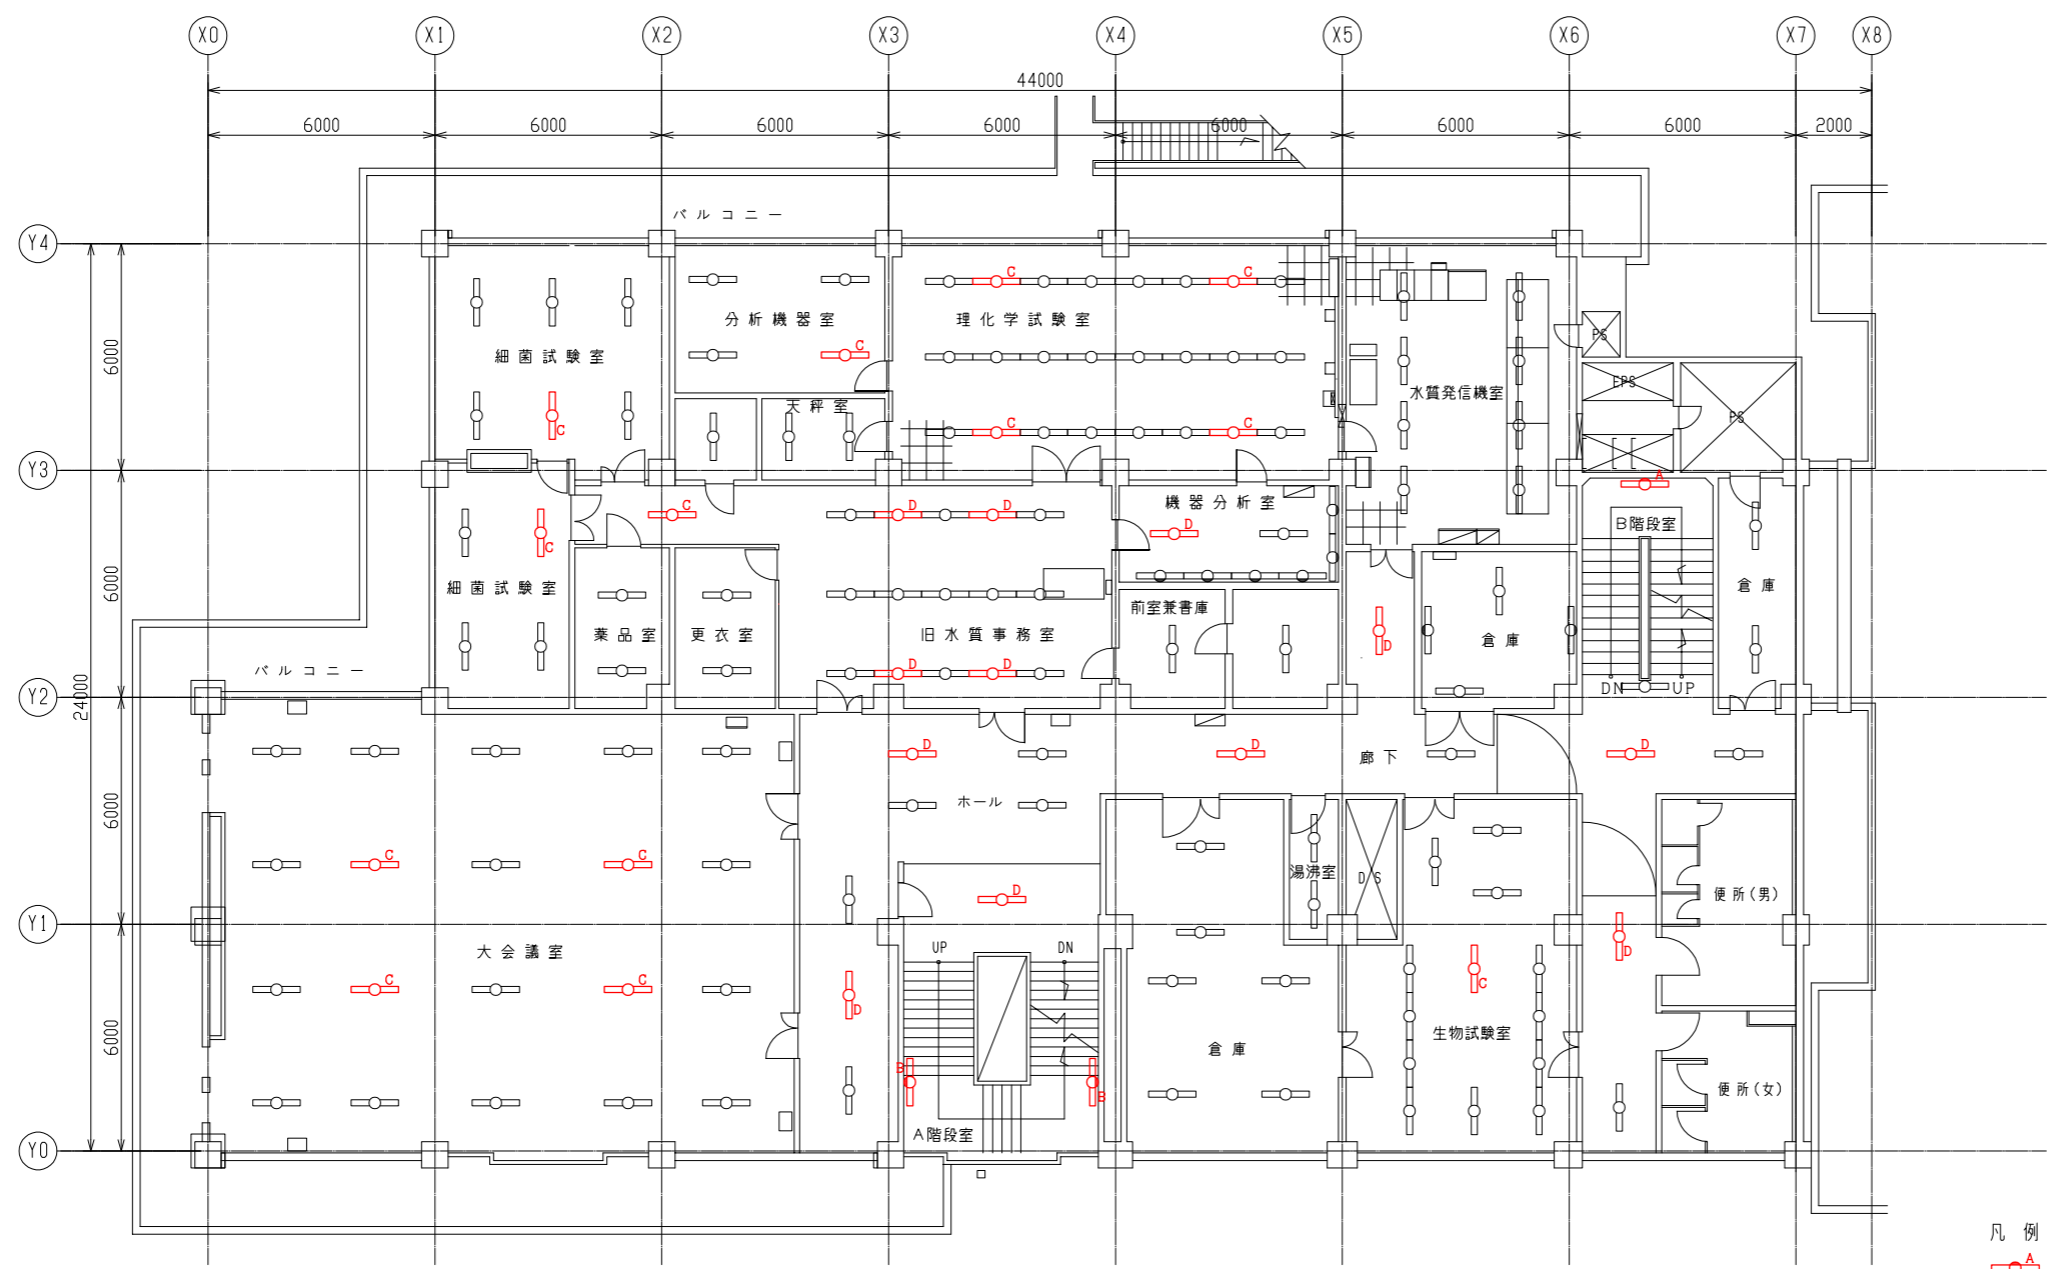 X0 X1 X2 X3 X4 X5 X6 X7 X8
44000
6000 6000 6000 6000 6000 6000 6000 2000
バルコニー
Y4
C C
分析機器室 理化学試験室
PS
6000
細菌試験室
C
EPS
水質発信機室
天秤室
PS
C
C C
Y3
A
C D D 機器分析室
B階段室
D
C
6000
細菌試験室
倉庫
前室兼書庫
薬品室 更衣室 旧水質事務室 倉庫
D
バルコニー
D D
DN UP
Y2
24000
D D 廊下 D
ホール
6000
C C
湯沸室 DS
D
便所(男)
Y1
D
UP DN
大会議室
C C
C
D
生物試験室
倉庫
6000
B B
便所(女)
A階段室
Y0
凡例
A